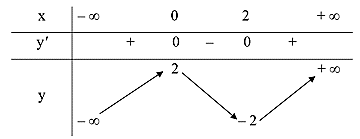 x −∞ 0 2 +∞
y′ + 0 − 0 +
2 +∞
y
−∞ −2